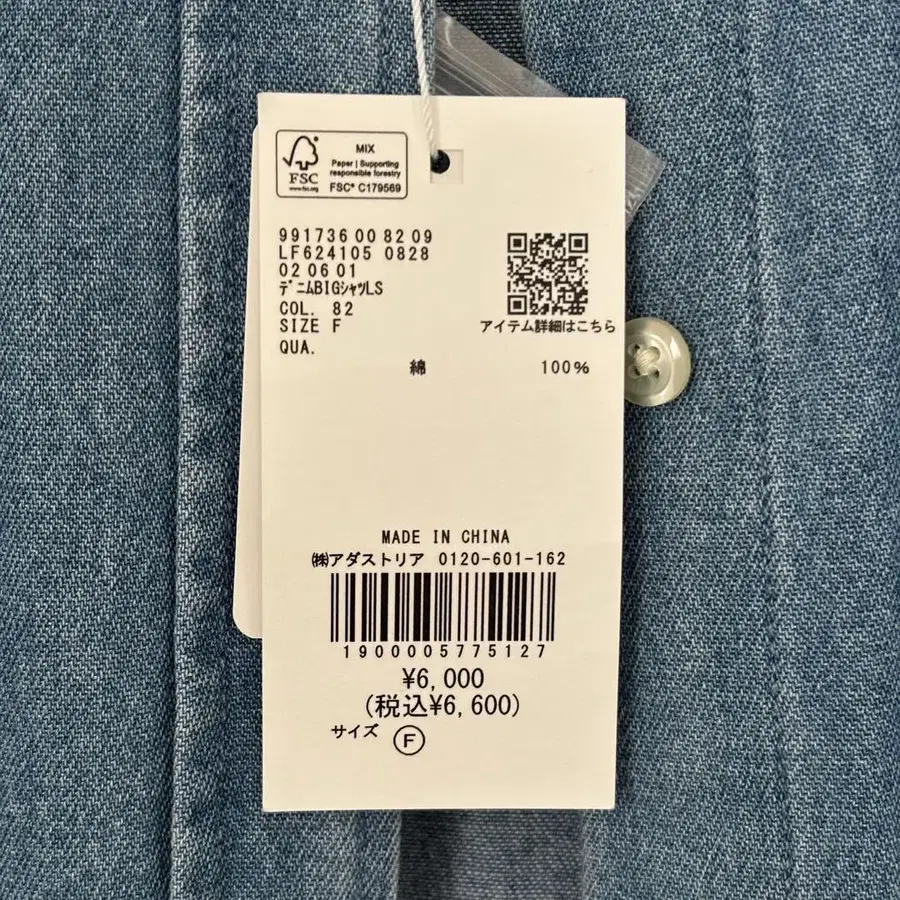 MIX
Paper | Supporting
responsible forestry
FSC
www.fsc.org
FSC® C179569
991736 00 82 09
LF624105 0828
02 06 01
ﾃﾞﾆﾑBIGｼｬﾂLS
COL. 82
SIZE F
QUA.
アイテム詳細はこちら
綿 100%
MADE IN CHINA
㈱アダストリア 0120-601-162
1900005775127
¥6,000
(税込¥6,600)
サイズ F